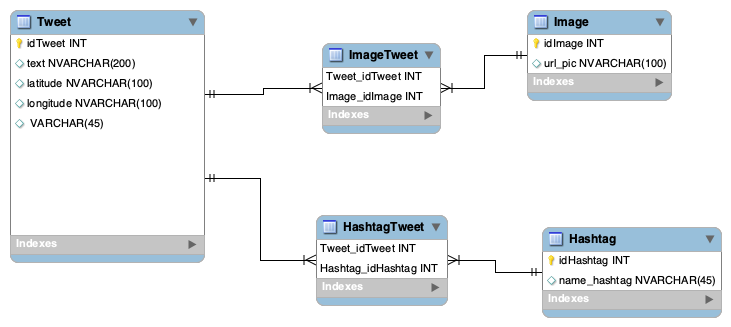 Tweet
idTweet INT
text NVARCHAR(200)
latitude NVARCHAR(100)
longitude NVARCHAR(100)
VARCHAR(45)
Indexes
ImageTweet
Tweet_idTweet INT
Image_idImage INT
Indexes
Image
idImage INT
url_pic NVARCHAR(100)
Indexes
HashtagTweet
Tweet_idTweet INT
Hashtag_idHashtag INT
Indexes
Hashtag
idHashtag INT
name_hashtag NVARCHAR(45)
Indexes